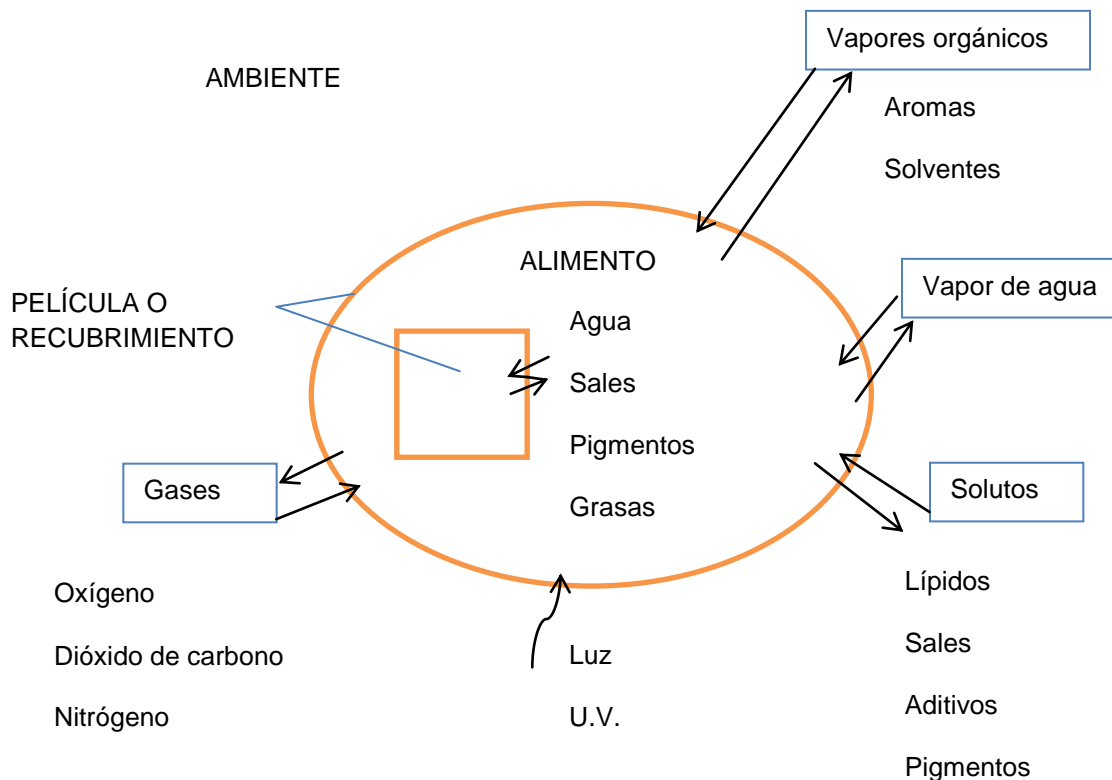 Vapores orgánicos
AMBIENTE
Aromas
Solventes
ALIMENTO
PELÍCULA O
RECUBRIMIENTO
Vapor de agua
Agua
Sales
Pigmentos
Grasas
Gases
Solutos
Oxígeno
Dióxido de carbono
Nitrógeno
Luz
U.V.
Lípidos
Sales
Aditivos
Pigmentos